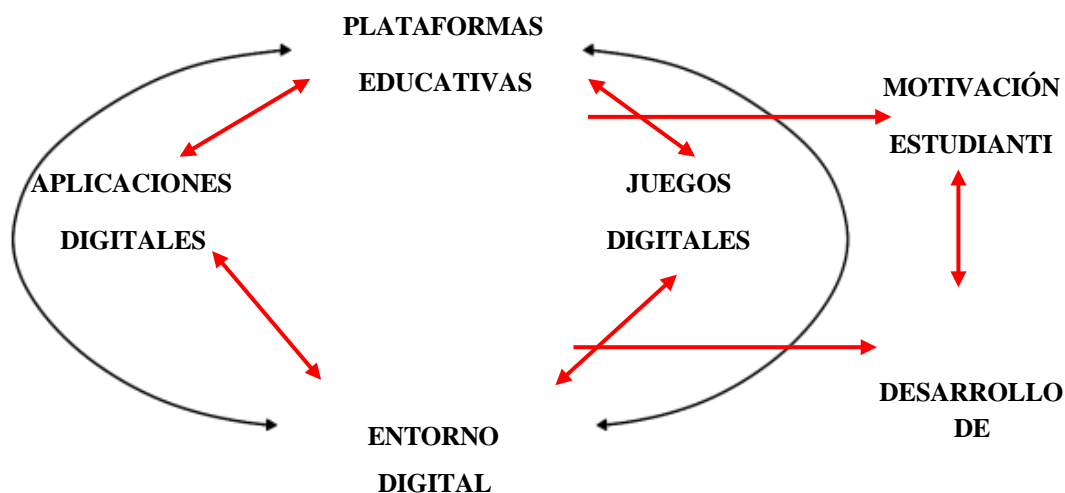 PLATAFORMAS
EDUCATIVAS
MOTIVACIÓN
ESTUDIANTI
APLICACIONES
DIGITALES
JUEGOS
DIGITALES
DESARROLLO
DE
ENTORNO
DIGITAL